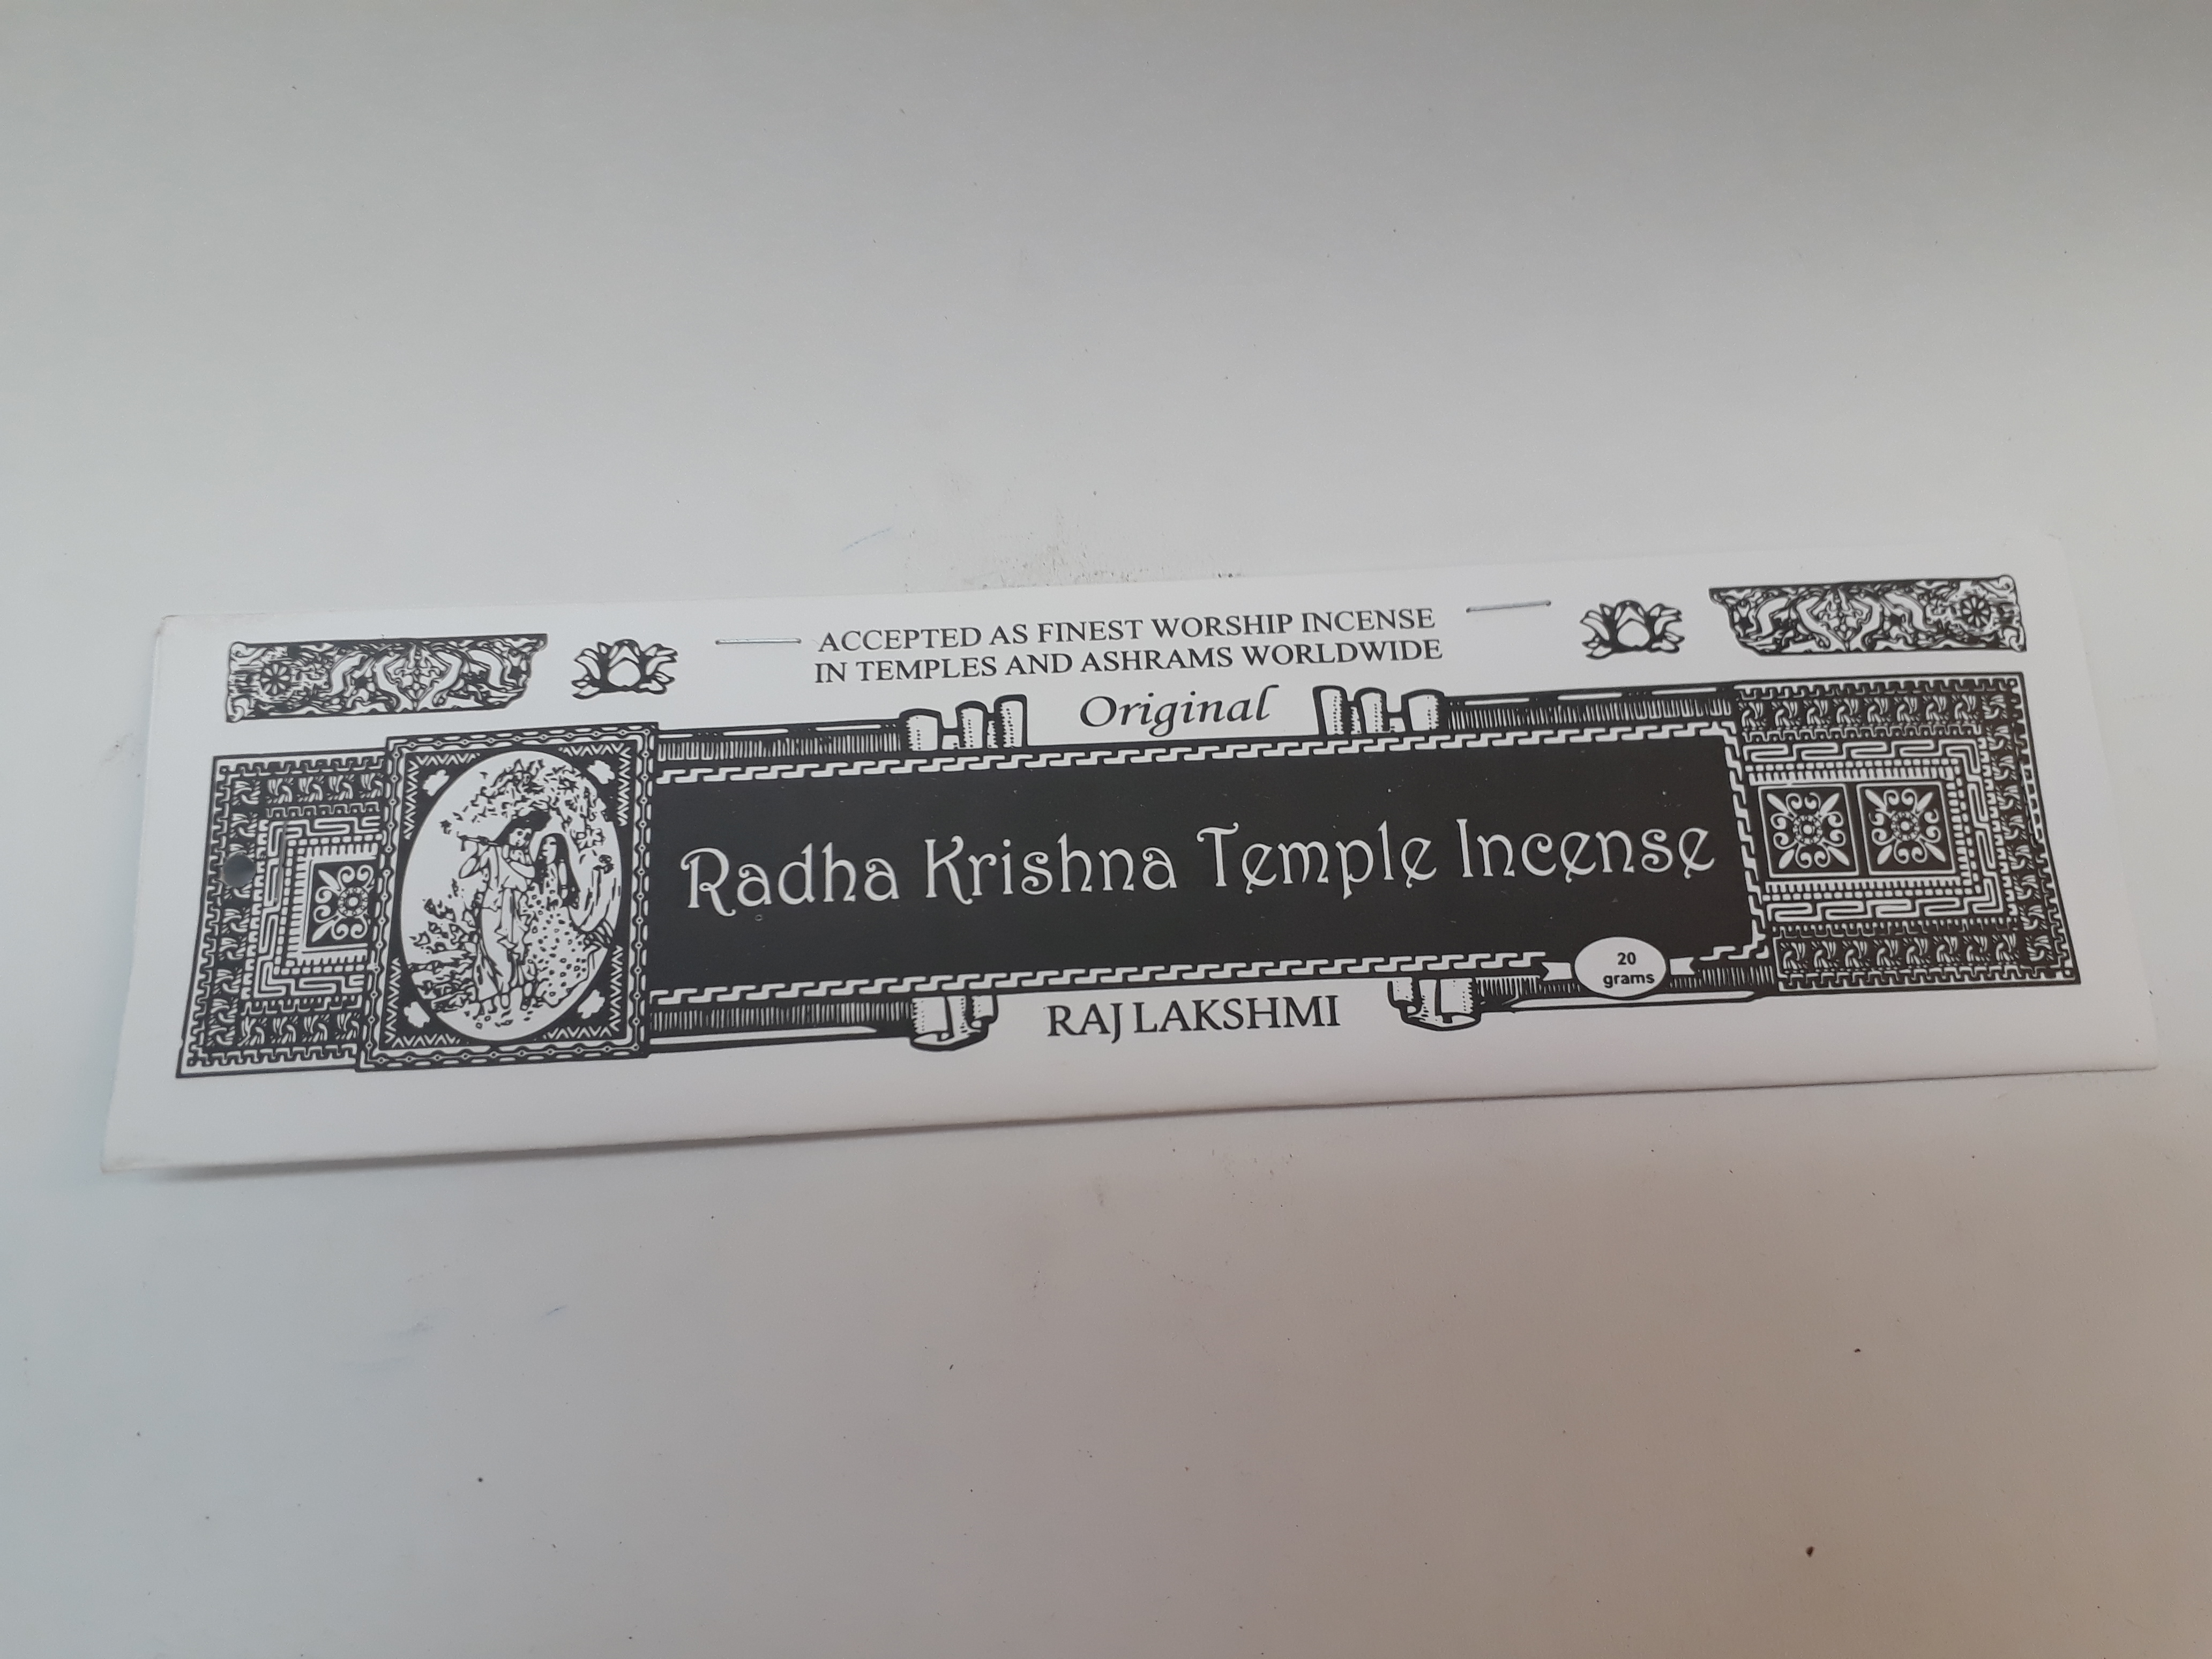 ACCEPTED AS FINEST WORSHIP INCENSE
IN TEMPLES AND ASHRAMS WORLDWIDE
Original
Radha Krishna Temple Incense
20
grams
RAJ LAKSHMI